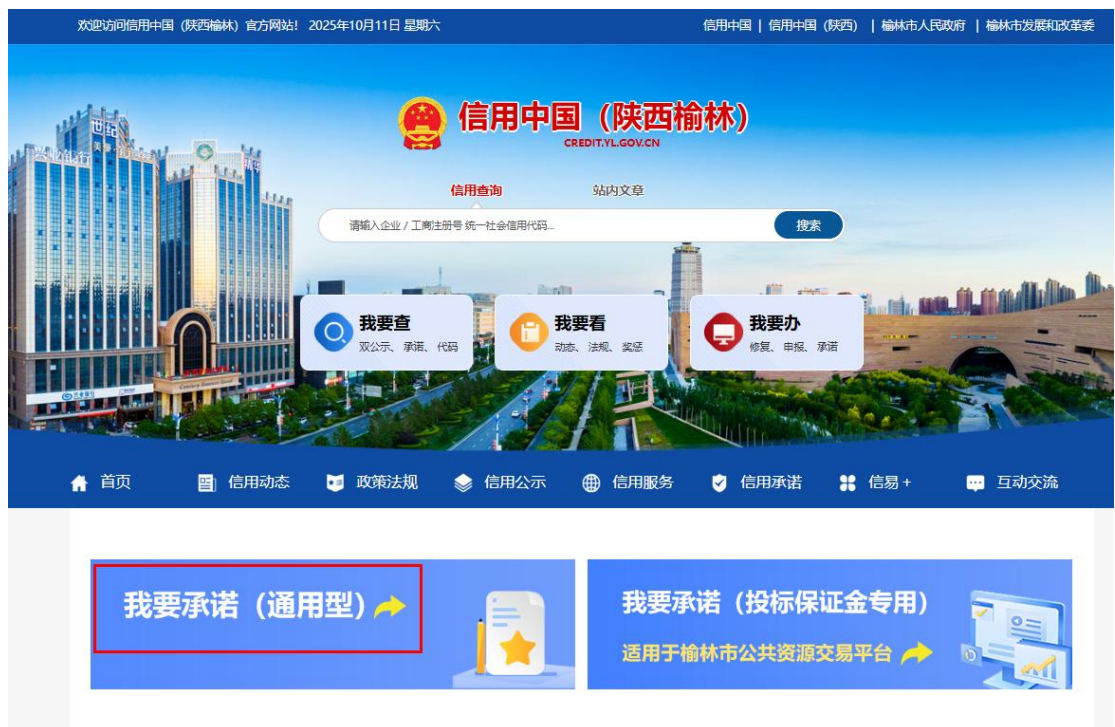 欢迎访问信用中国（陕西榆林）官方网站! 2025年10月11日 星期六
信用中国 | 信用中国（陕西） | 榆林市人民政府 | 榆林市发展和改革委
信用中国（陕西榆林）
CREDIT.YL.GOV.CN
信用查询 站内文章
请输入企业 / 工商注册号 统一社会信用代码... 搜索
世纪
兴业银行
我要查
双公示、承诺、代码
我要看
动态、法规、奖惩
我要办
修复、申报、承诺
首页 信用动态 政策法规 信用公示 信用服务 信用承诺 信易+ 互动交流
我要承诺（通用型）
我要承诺（投标保证金专用）
适用于榆林市公共资源交易平台